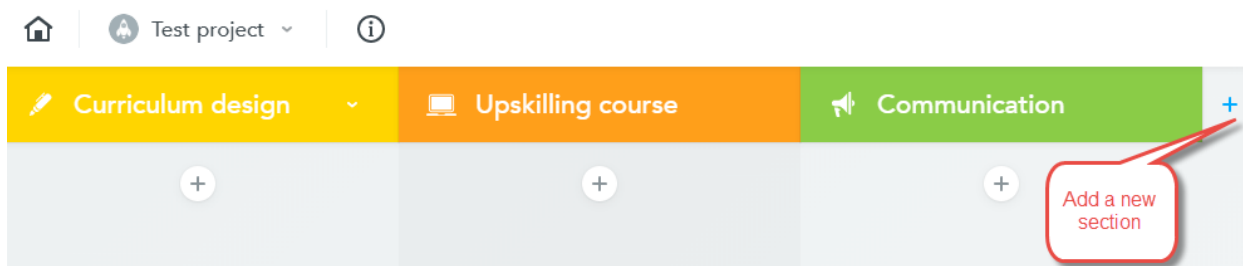 Test project
Curriculum design
Upskilling course
Communication
Add a new
section